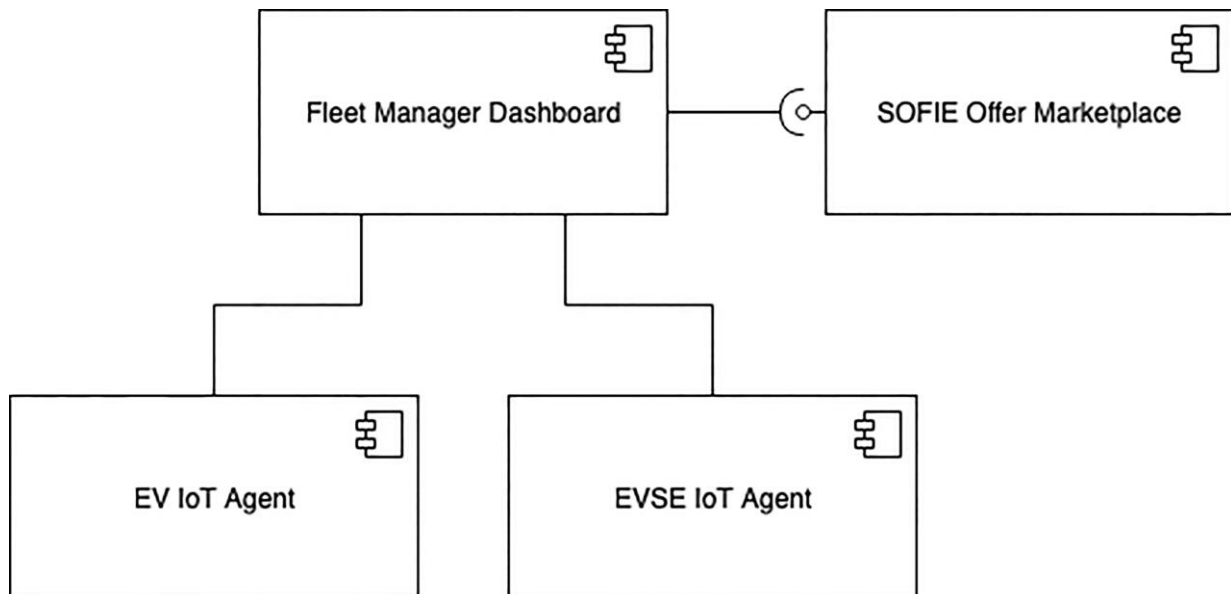 Fleet Manager Dashboard
SOFIE Offer Marketplace
EV IoT Agent
EVSE IoT Agent